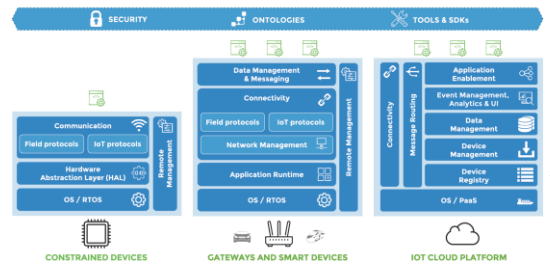 SECURITY
ONTOLOGIES
TOOLS & SDKs
Communication
Field protocols
IoT protocols
Hardware
Abstraction Layer (HAL)
OS / RTOS
Remote
Management
CONSTRAINED DEVICES
Data Management
& Messaging
Connectivity
Field protocols
IoT protocols
Network Management
Application Runtime
OS / RTOS
Remote Management
GATEWAYS AND SMART DEVICES
Connectivity
Message Routing
Application
Enablement
Event Management,
Analytics & UI
Data
Management
Device
Management
Device
Registry
OS / PaaS
IOT CLOUD PLATFORM